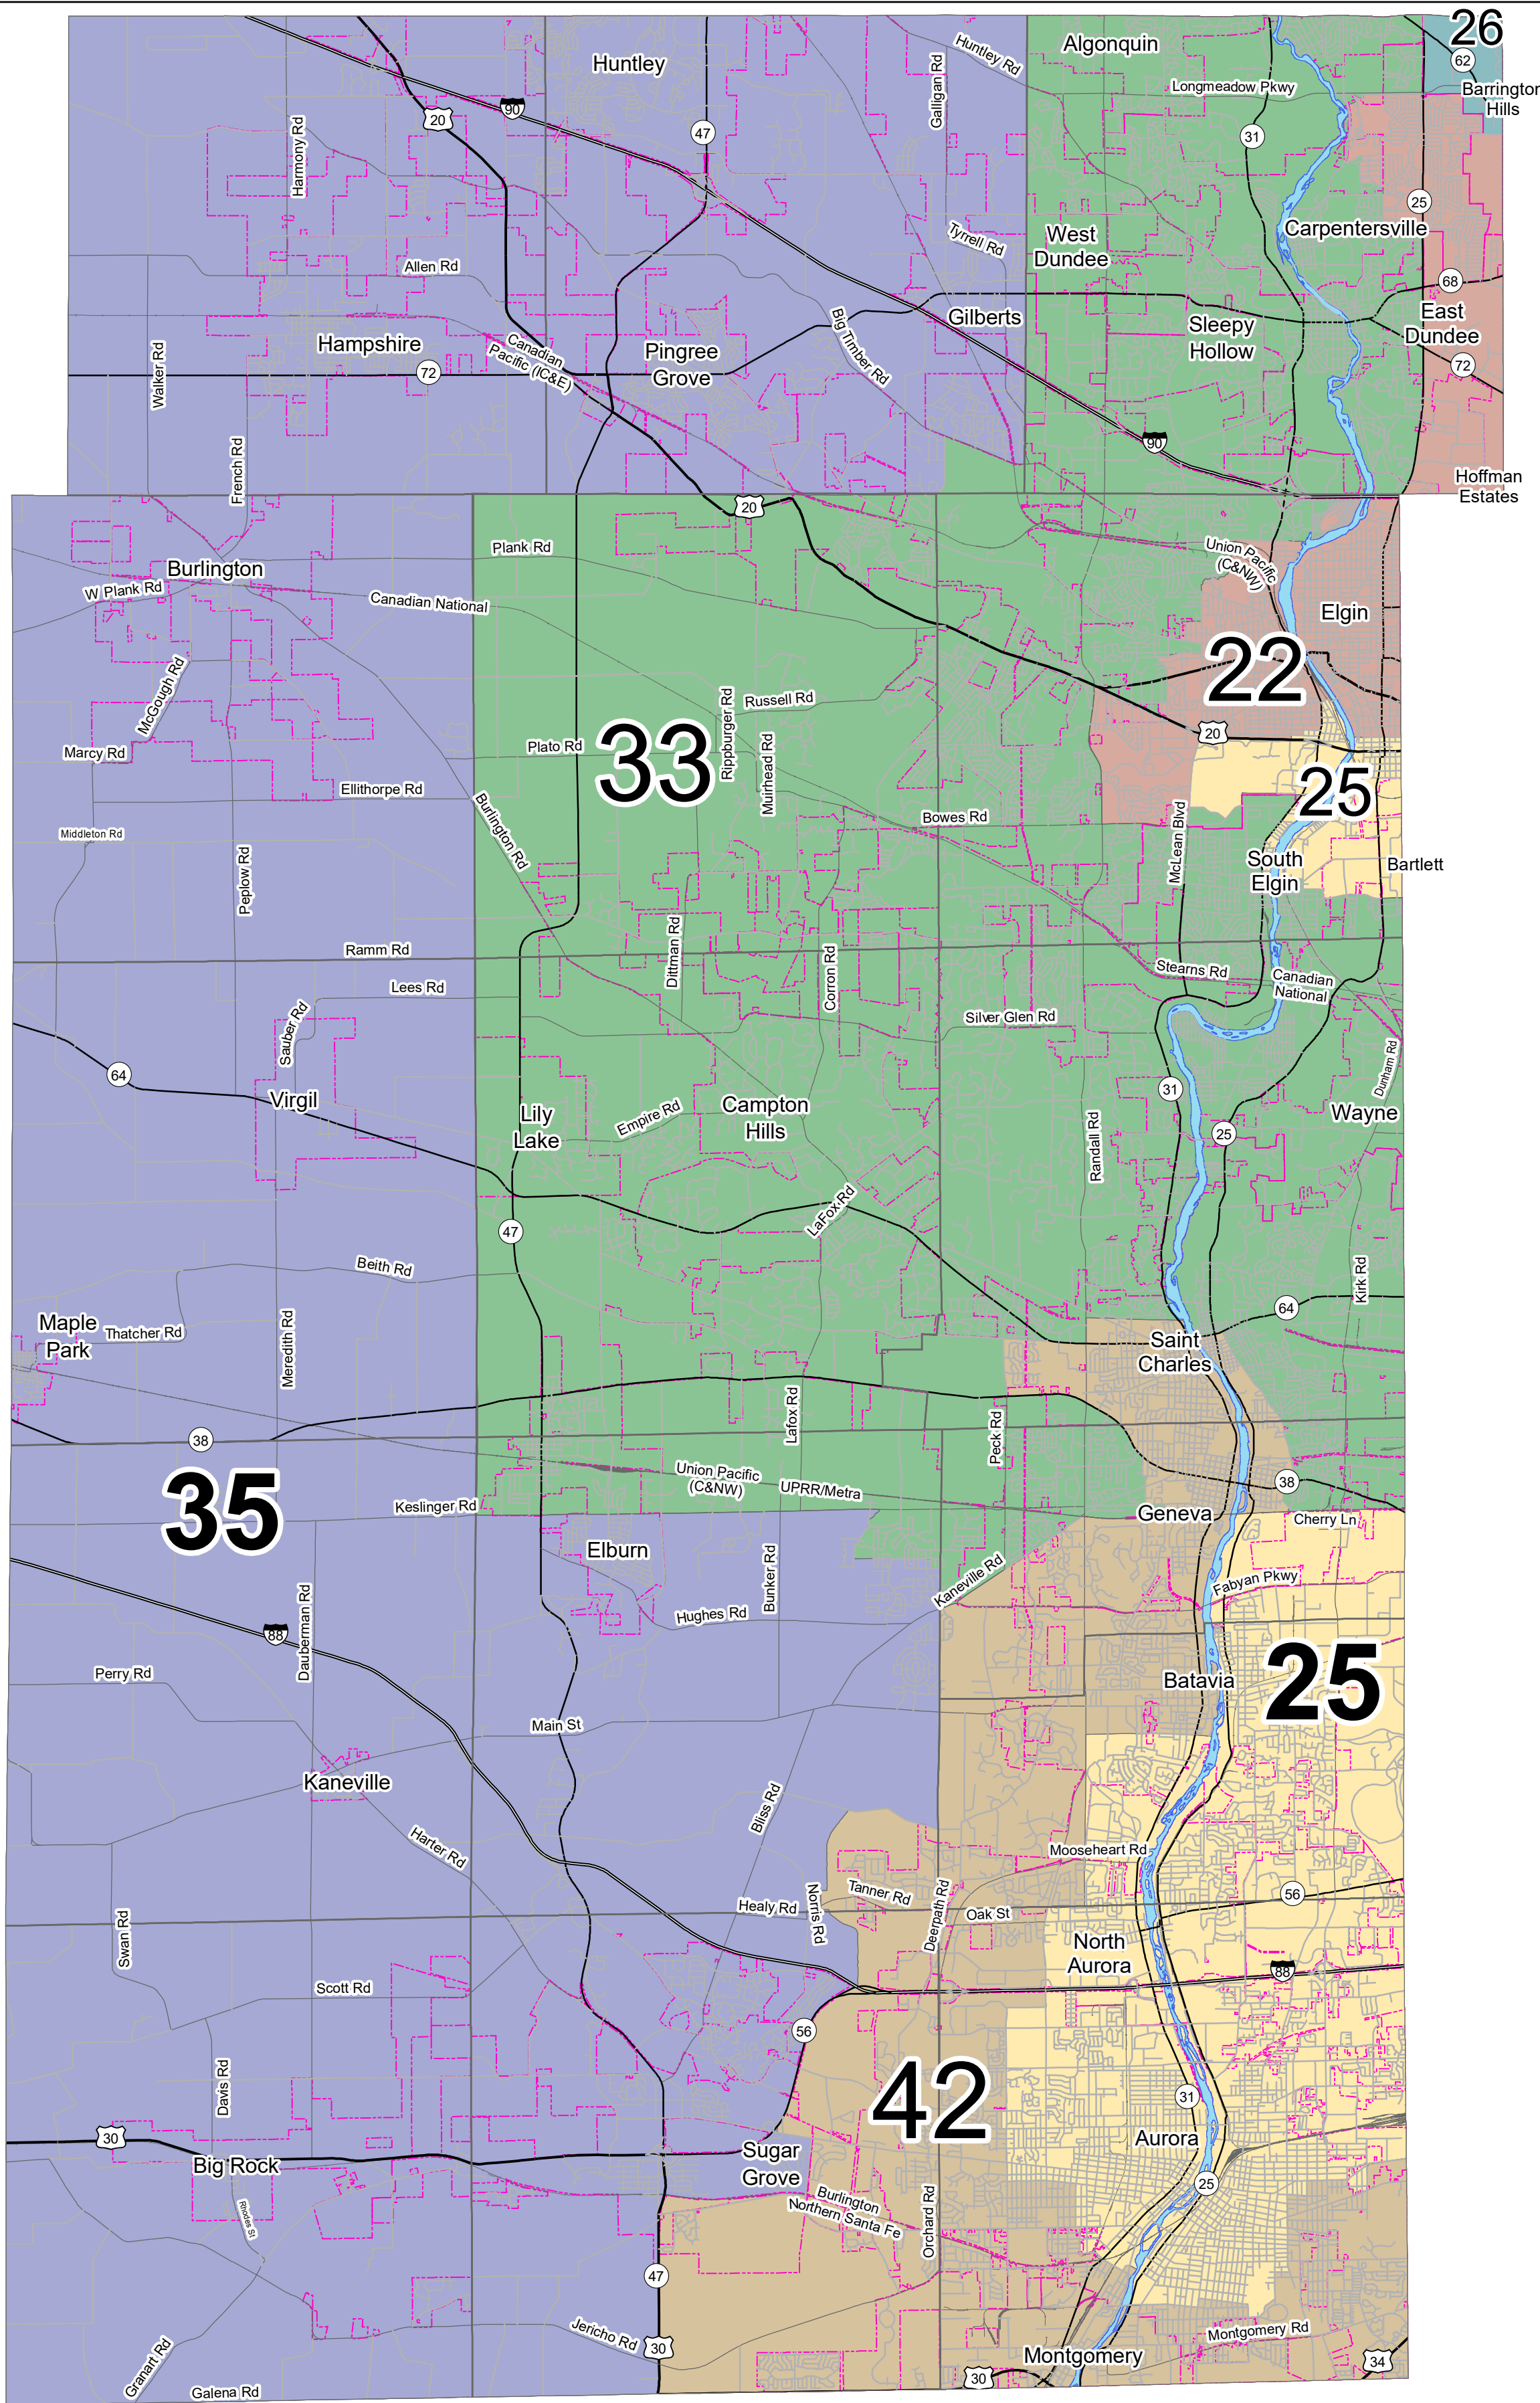 26
Algonquin
Huntley
Huntley Rd
62
Galligan Rd
Longmeadow Pkwy
Barrington
Hills
90
20
47
31
Harmony Rd
25
West
Dundee
Carpentersville
Tyrrell Rd
Allen Rd
68
Gilberts
Sleepy
Hollow
East
Dundee
Hampshire
Canadian
Pacific (IC&E)
Pingree
Grove
Big Timber Rd
Walker Rd
72
72
90
French Rd
Hoffman
Estates
20
Plank Rd
Union Pacific
(C&NW)
Burlington
W Plank Rd
Canadian National
Elgin
22
McGough Rd
Russell Rd
Rippburger Rd
Marcy Rd
Plato Rd
33
Muirhead Rd
20
Ellithorpe Rd
25
Burlington Rd
Bowes Rd
McLean Blvd
Middleton Rd
South
Elgin
Bartlett
Peplow Rd
Ramm Rd
Dittman Rd
Corron Rd
Stearns Rd
Canadian
National
Lees Rd
Sauber Rd
Silver Glen Rd
Dunham Rd
64
31
Virgil
Lily
Lake
Empire Rd
Campton
Hills
Wayne
25
Randall Rd
LaFox Rd
47
Beith Rd
Kirk Rd
64
Maple
Park
Thatcher Rd
Meredith Rd
Saint
Charles
Lafox Rd
Peck Rd
38
Union Pacific
(C&NW)
UPRR/Metra
38
35
Keslinger Rd
Geneva
Cherry Ln
Elburn
Bunker Rd
Kaneville Rd
Fabyan Pkwy
Hughes Rd
88
Dauberman Rd
Perry Rd
Batavia
25
Main St
Kaneville
Bliss Rd
Harter Rd
Mooseheart Rd
Tanner Rd
56
Healy Rd
Norris Rd
Deerpath Rd
Oak St
Swan Rd
North
Aurora
88
Scott Rd
56
Davis Rd
42
31
30
Aurora
Big Rock
Sugar
Grove
25
Rhodes St
Burlington
Northern Santa Fe
Orchard Rd
47
Jericho Rd
30
Montgomery Rd
Montgomery
34
Granart Rd
30
Galena Rd